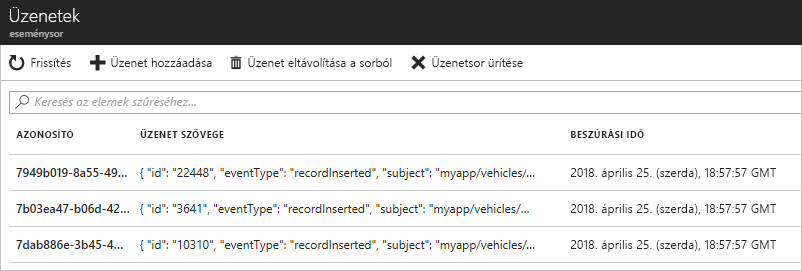 Üzenetek
eseménysor
Frissítés Üzenet hozzáadása Üzenet eltávolítása a sorból Üzenetsor ürítése
Keresés az elemek szűréséhez...
AZONOSÍTÓ ÜZENET SZÖVEGE BESZÚRÁSI IDŐ
7949b019-8a55-49... { "id": "22448", "eventType": "recordInserted", "subject": "myapp/vehicles/... 2018. április 25. (szerda), 18:57:57 GMT
7b03ea47-b06d-42... { "id": "3641", "eventType": "recordInserted", "subject": "myapp/vehicles/... 2018. április 25. (szerda), 18:57:57 GMT
7dab886e-3b45-4... { "id": "10310", "eventType": "recordInserted", "subject": "myapp/vehicles/... 2018. április 25. (szerda), 18:57:57 GMT